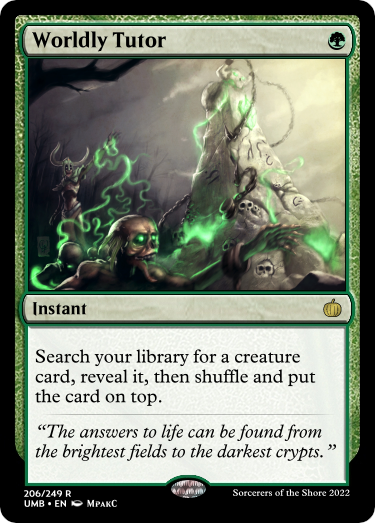 Worldly Tutor
Instant
Search your library for a creature
card, reveal it, then shuffle and put
the card on top.
“The answers to life can be found from
the brightest fields to the darkest crypts.”
206/249 R
UMB • EN MpakC
Sorcerers of the Shore 2022